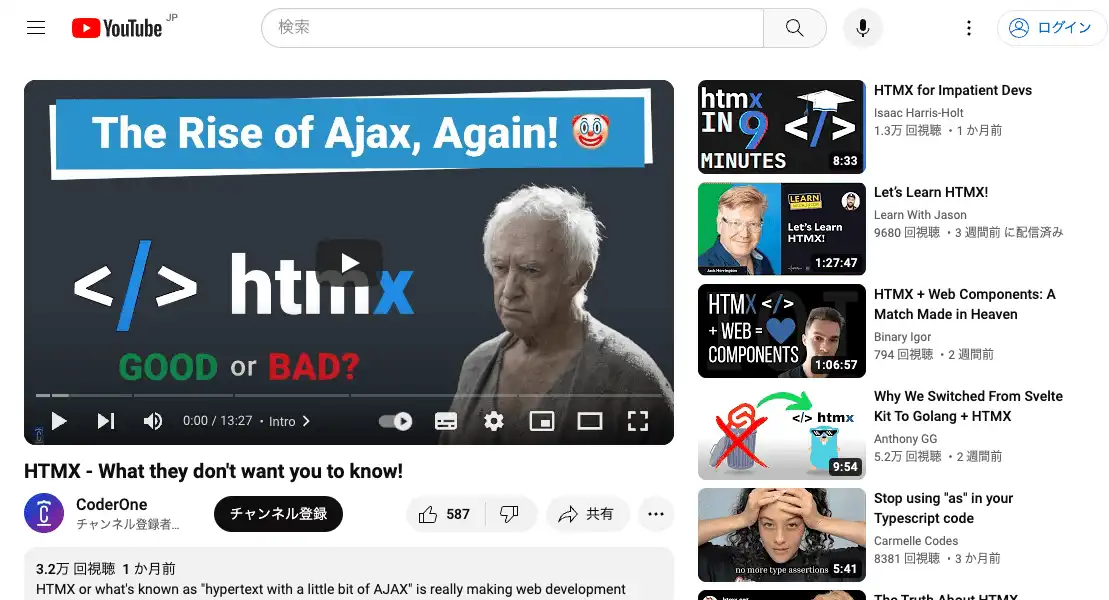 YouTube JP
検索
ログイン
The Rise of Ajax, Again!
</> htmx
GOOD or BAD?
0:00 / 13:27 • Intro
HTMX - What they don't want you to know!
CoderOne
チャンネル登録者...
チャンネル登録
587
共有
3.2万 回視聴 1 か月前
HTMX or what's known as "hypertext with a little bit of AJAX" is really making web development
htmx
IN 9
</>
MINUTES
8:33
HTMX for Impatient Devs
Isaac Harris-Holt
1.3万 回視聴 ・1 か月前
LEARN
Let's Learn
HTMX!
Jack Herrington
1:27:47
Let's Learn HTMX!
Learn With Jason
9680 回視聴 ・3 週間前 に配信済み
HTMX </>
+ WEB =
COMPONENTS
1:06:57
HTMX + Web Components: A
Match Made in Heaven
Binary Igor
794 回視聴 ・2 週間前
</> htmx
9:54
Why We Switched From Svelte
Kit To Golang + HTMX
Anthony GG
5.2万 回視聴 ・2 週間前
no more type assertions
5:41
Stop using "as" in your
Typescript code
Carmelle Codes
8381 回視聴 ・3 か月前
The Truth About HTMX